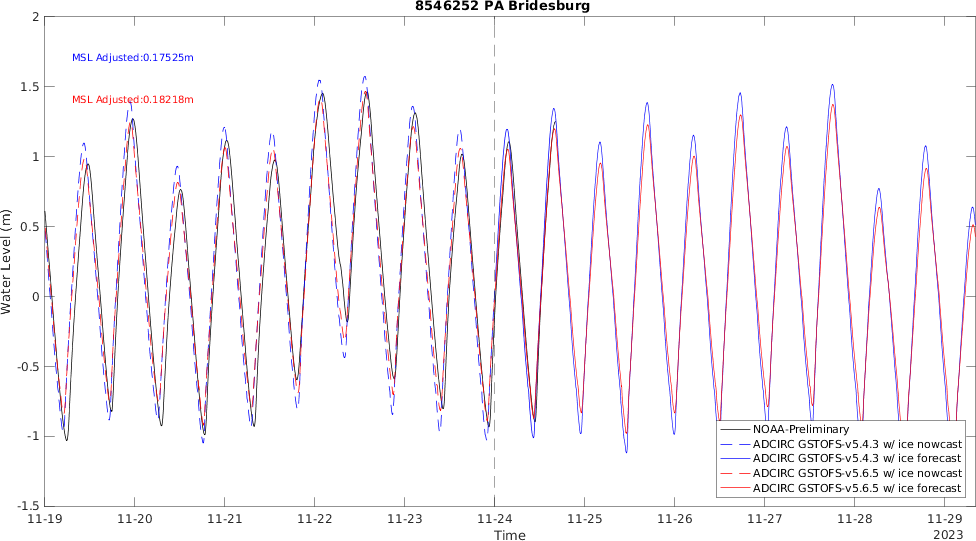 8546252 PA Bridesburg
MSL Adjusted:0.17525m
MSL Adjusted:0.18218m
Water Level (m)
2
1.5
1
0.5
0
-0.5
-1
-1.5
NOAA-Preliminary
ADCIRC GSTOFS-v5.4.3 w/ ice nowcast
ADCIRC GSTOFS-v5.4.3 w/ ice forecast
ADCIRC GSTOFS-v5.6.5 w/ ice nowcast
ADCIRC GSTOFS-v5.6.5 w/ ice forecast
11-19 11-20 11-21 11-22 11-23 11-24 11-25 11-26 11-27 11-28 11-29
Time
2023